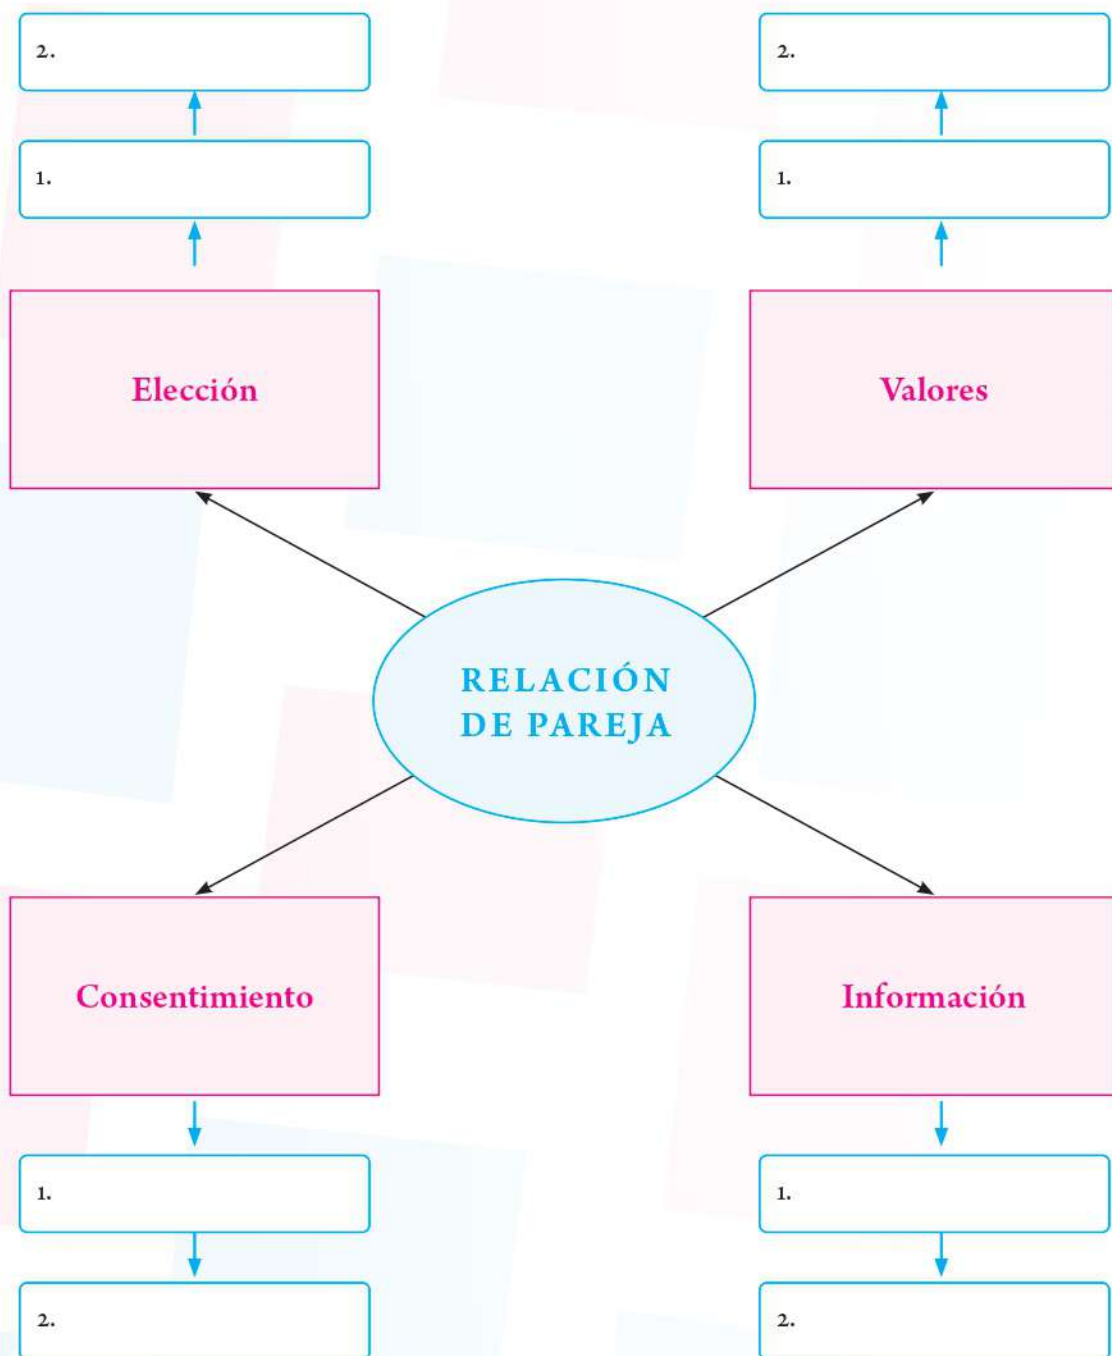 2.
2.
1.
1.
Elección
Valores
RELACIÓN
DE PAREJA
Consentimiento
Información
1.
1.
2.
2.